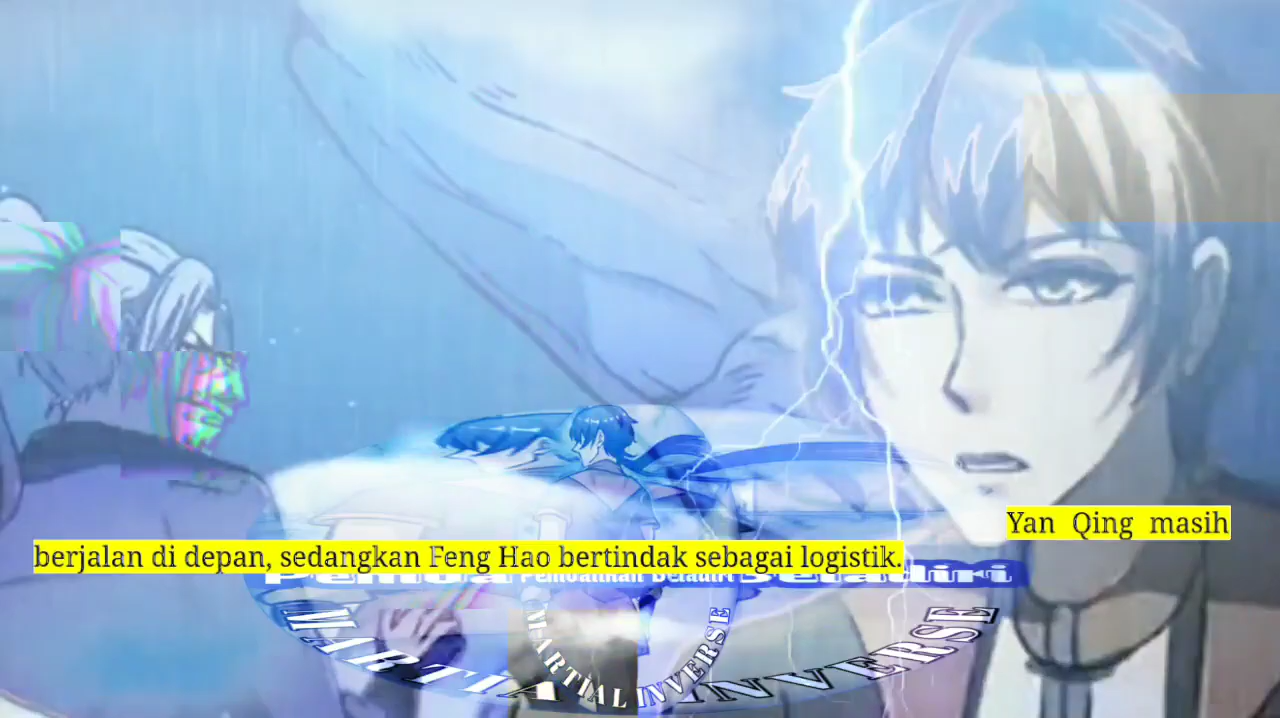 Yan Qing masih
berjalan di depan, sedangkan Feng Hao bertindak sebagai logistik.
MARTIAL INVERSE
MARTIAL INVERSE